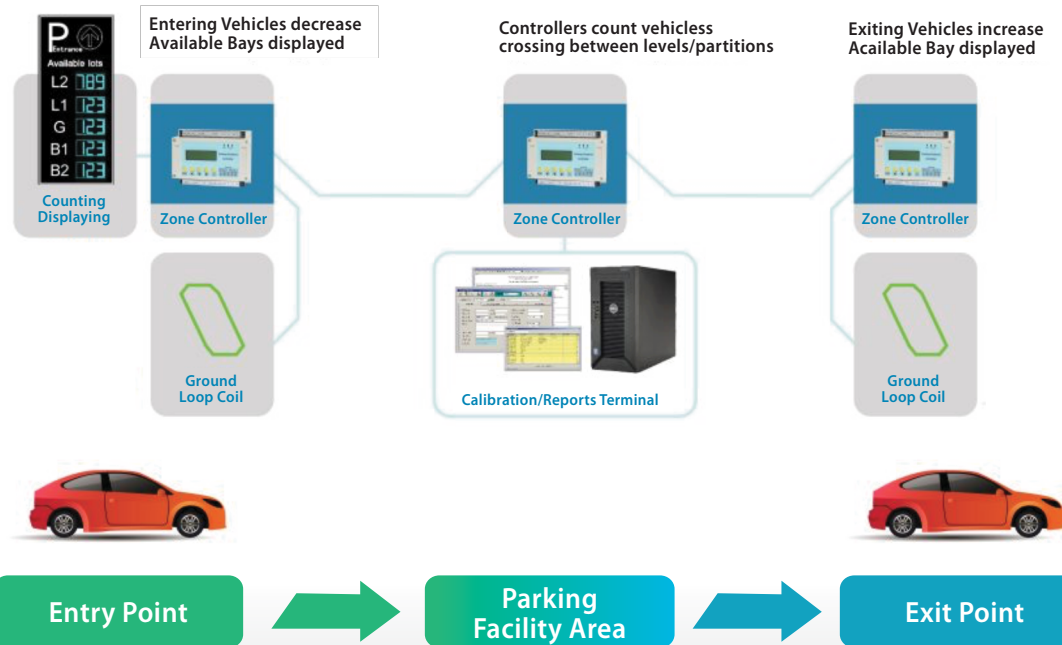 P
Entrance
Available lots
L2 789
L1 123
G 123
B1 123
B2 123
Counting
Displaying
Entering Vehicles decrease
Available Bays displayed
Zone Controller
Ground
Loop Coil
Controllers count vehicless
crossing between levels/partitions
Zone Controller
Calibration/Reports Terminal
Exiting Vehicles increase
Acailable Bay displayed
Zone Controller
Ground
Loop Coil
Entry Point
Parking
Facility Area
Exit Point